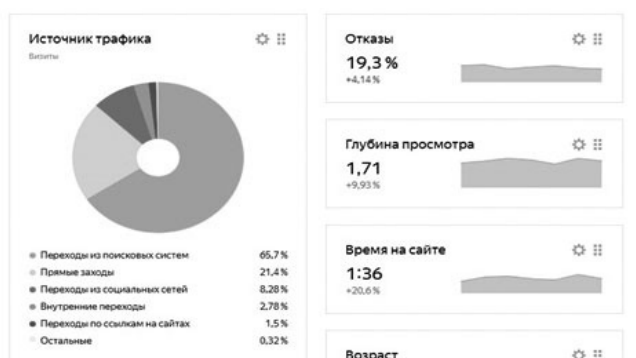 Источник трафика
Визиты
Переходы из поисковых систем 65,7 %
Прямые заходы 21,4 %
Переходы из социальных сетей 8,28 %
Внутренние переходы 2,78 %
Переходы по ссылкам на сайтах 1,5 %
Остальные 0,32 %
Отказы
19,3 %
+4,14 %
Глубина просмотра
1,71
+9,93 %
Время на сайте
1:36
+20,6 %
Возраст